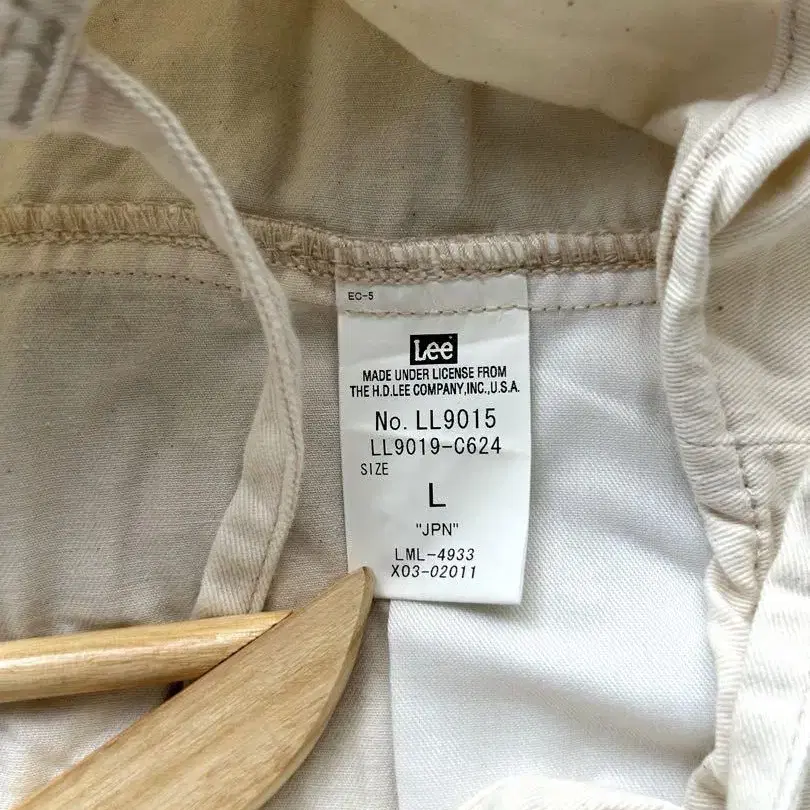 EC-5
Lee
MADE UNDER LICENSE FROM
THE H.D.LEE COMPANY,INC.,U.S.A.
No. LL9015
LL9019-C624
SIZE
L
"JPN"
LML-4933
X03-02011